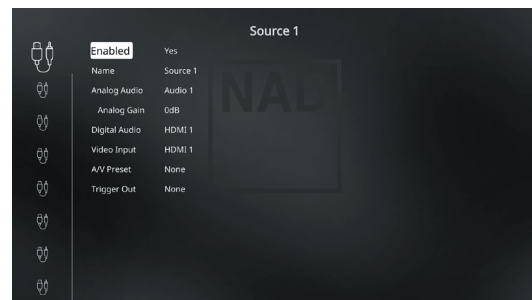 Source 1
Enabled Yes
Name Source 1
Analog Audio Audio 1
Analog Gain 0dB
Digital Audio HDMI 1
Video Input HDMI 1
A/V Preset None
Trigger Out None
NAD